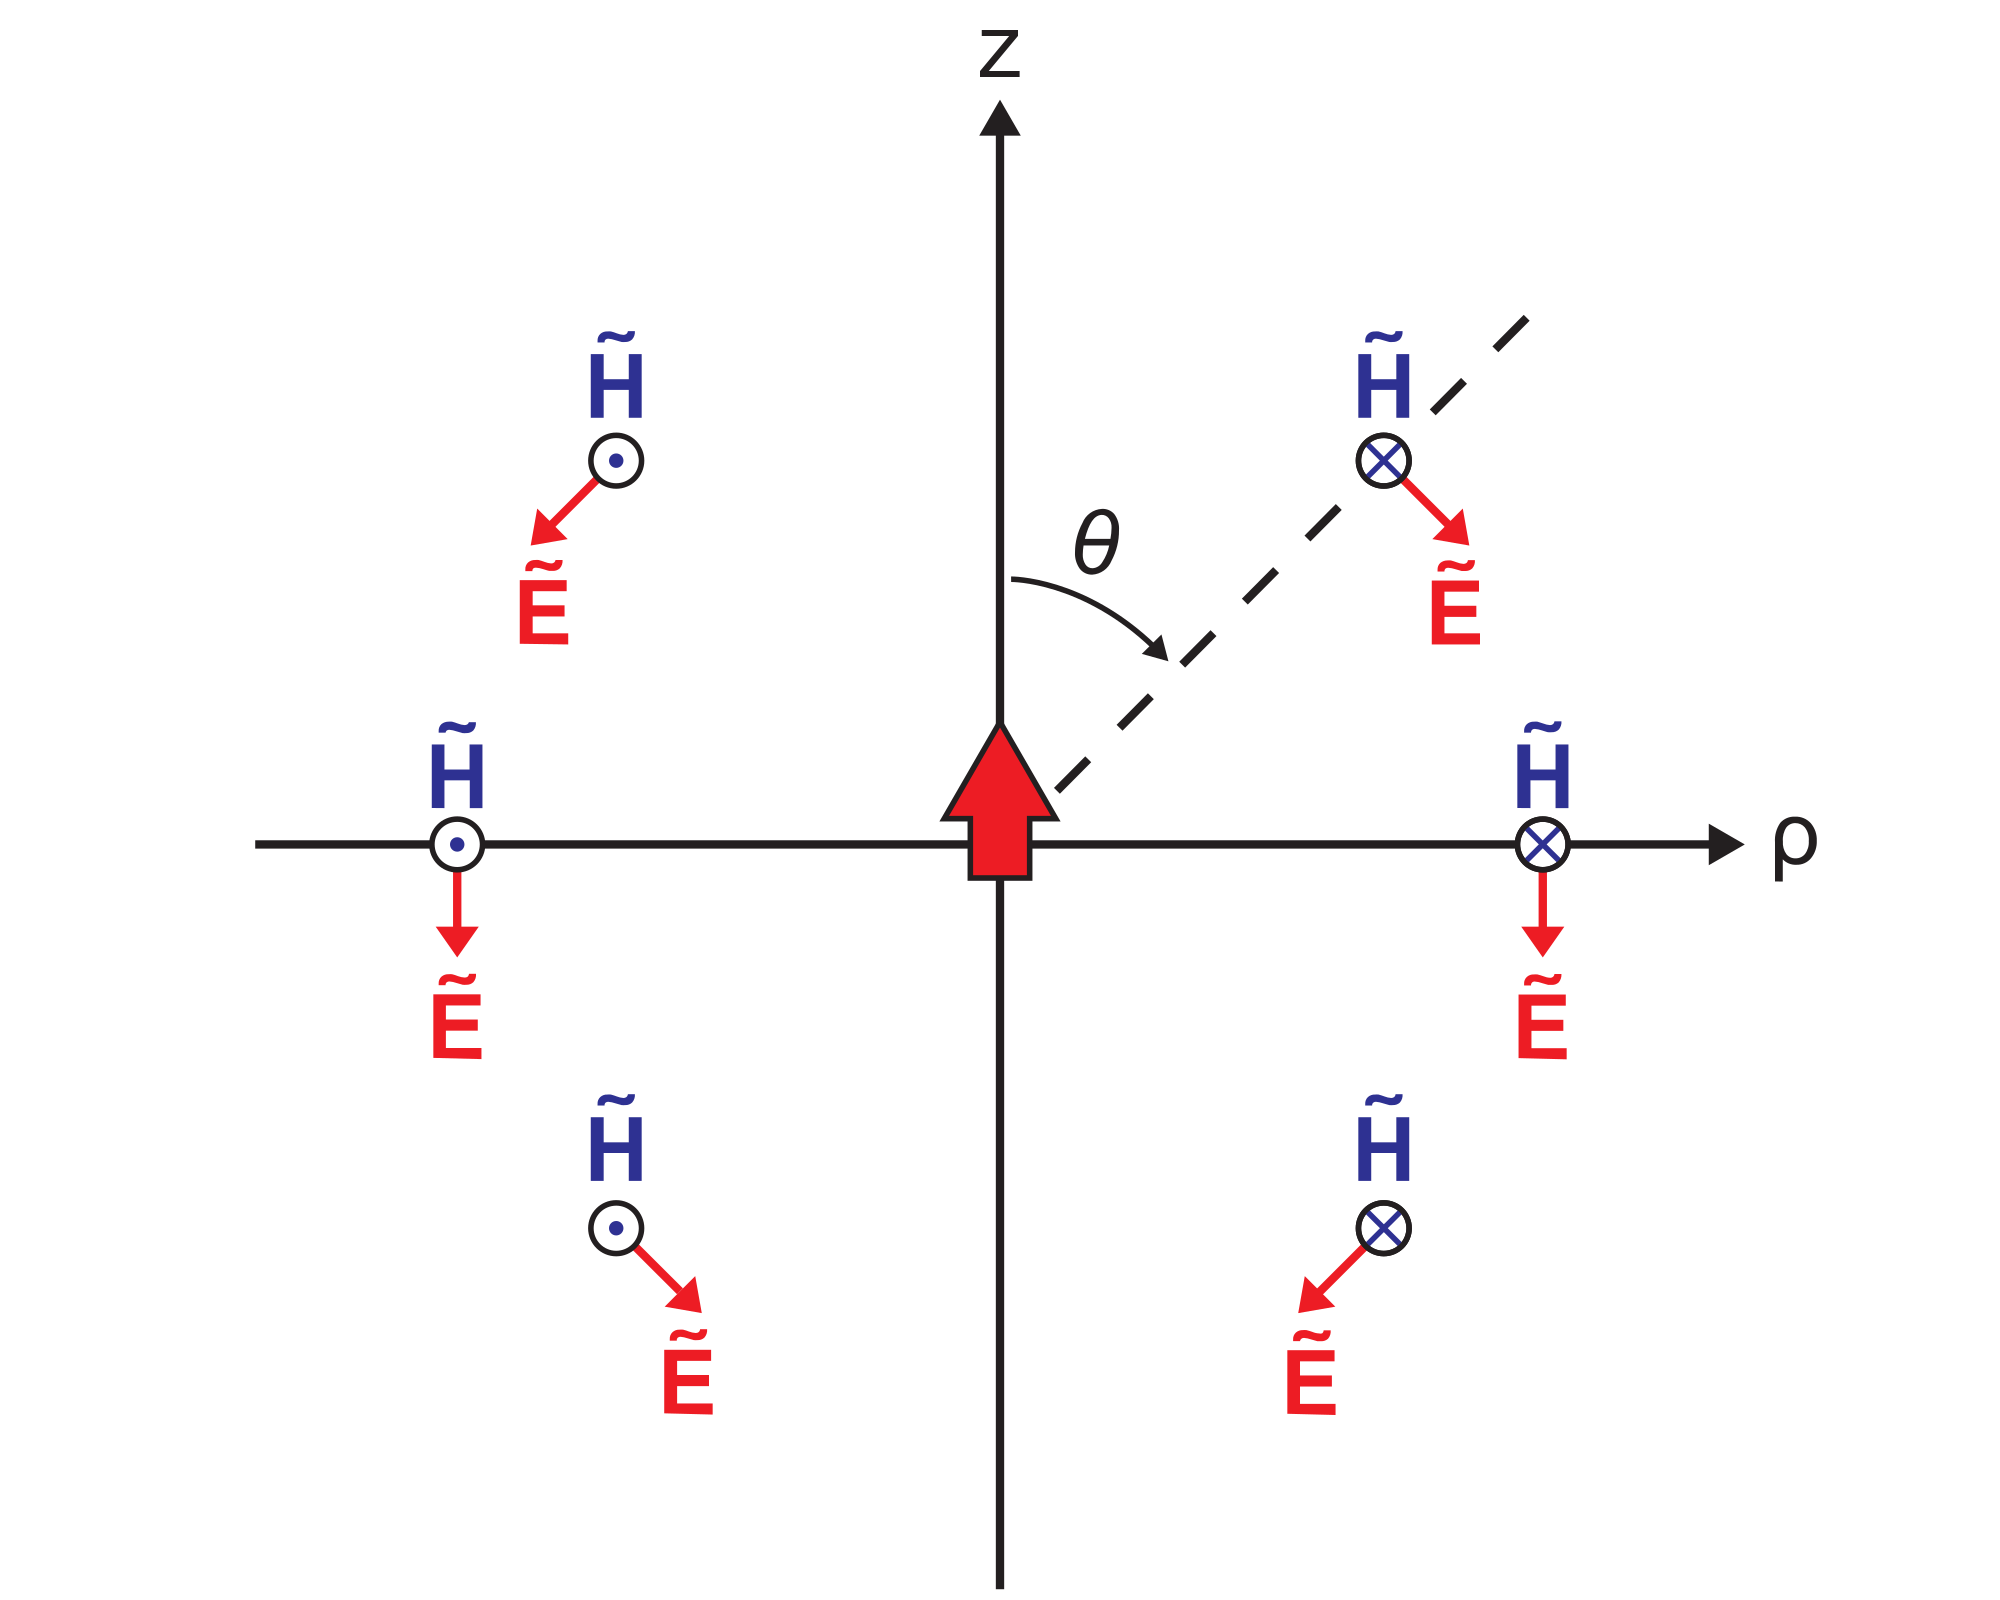 z
H̃ H̃
θ
Ẽ Ẽ
H̃ H̃
ρ
Ẽ Ẽ
H̃ H̃
Ẽ Ẽ